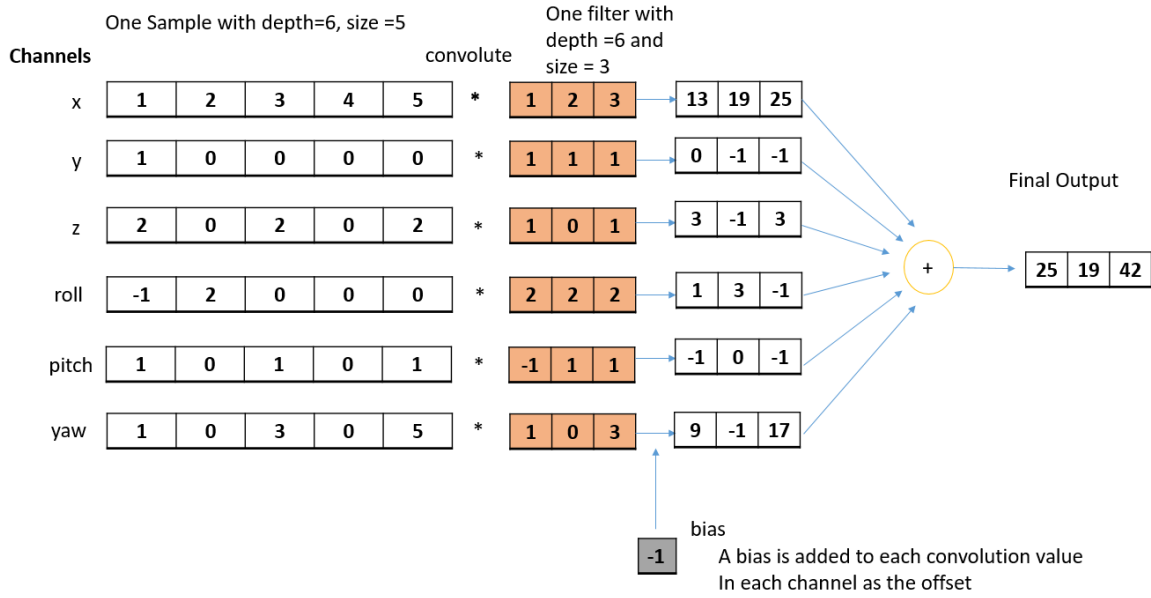 One Sample with depth=6, size =5
One filter with
depth =6 and
size = 3
Channels
convolute
x 1 2 3 4 5 * 1 2 3 13 19 25
y 1 0 0 0 0 * 1 1 1 0 -1 -1
Final Output
z 2 0 2 0 2 * 1 0 1 3 -1 3
+ 25 19 42
roll -1 2 0 0 0 * 2 2 2 1 3 -1
pitch 1 0 1 0 1 * -1 1 1 -1 0 -1
yaw 1 0 3 0 5 * 1 0 3 9 -1 17
bias
-1 A bias is added to each convolution value
In each channel as the offset